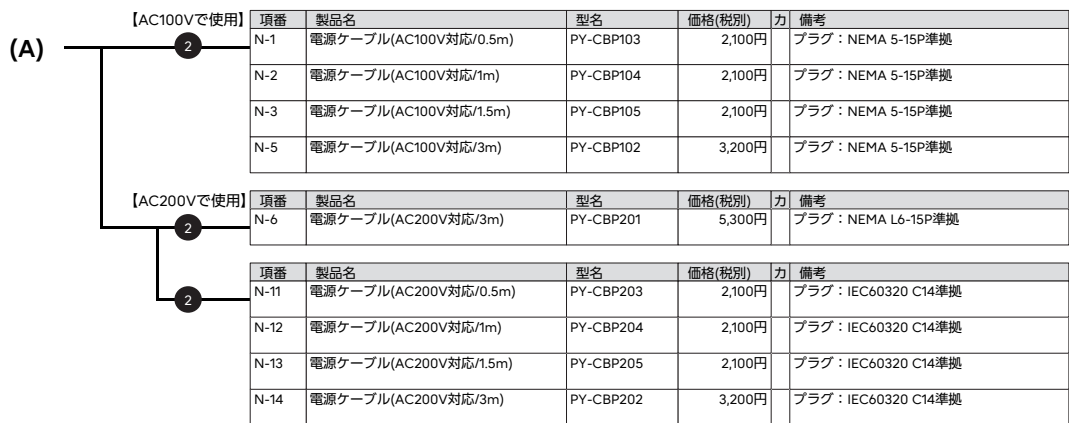 【AC100Vで使用】 項番 製品名 型名 価格(税別) カ 備考
(A) 2 N-1 電源ケーブル(AC100V対応/0.5m) PY-CBP103 2,100円 プラグ：NEMA 5-15P準拠
N-2 電源ケーブル(AC100V対応/1m) PY-CBP104 2,100円 プラグ：NEMA 5-15P準拠
N-3 電源ケーブル(AC100V対応/1.5m) PY-CBP105 2,100円 プラグ：NEMA 5-15P準拠
N-5 電源ケーブル(AC100V対応/3m) PY-CBP102 3,200円 プラグ：NEMA 5-15P準拠
【AC200Vで使用】 項番 製品名 型名 価格(税別) カ 備考
2 N-6 電源ケーブル(AC200V対応/3m) PY-CBP201 5,300円 プラグ：NEMA L6-15P準拠
項番 製品名 型名 価格(税別) カ 備考
2 N-11 電源ケーブル(AC200V対応/0.5m) PY-CBP203 2,100円 プラグ：IEC60320 C14準拠
N-12 電源ケーブル(AC200V対応/1m) PY-CBP204 2,100円 プラグ：IEC60320 C14準拠
N-13 電源ケーブル(AC200V対応/1.5m) PY-CBP205 2,100円 プラグ：IEC60320 C14準拠
N-14 電源ケーブル(AC200V対応/3m) PY-CBP202 3,200円 プラグ：IEC60320 C14準拠